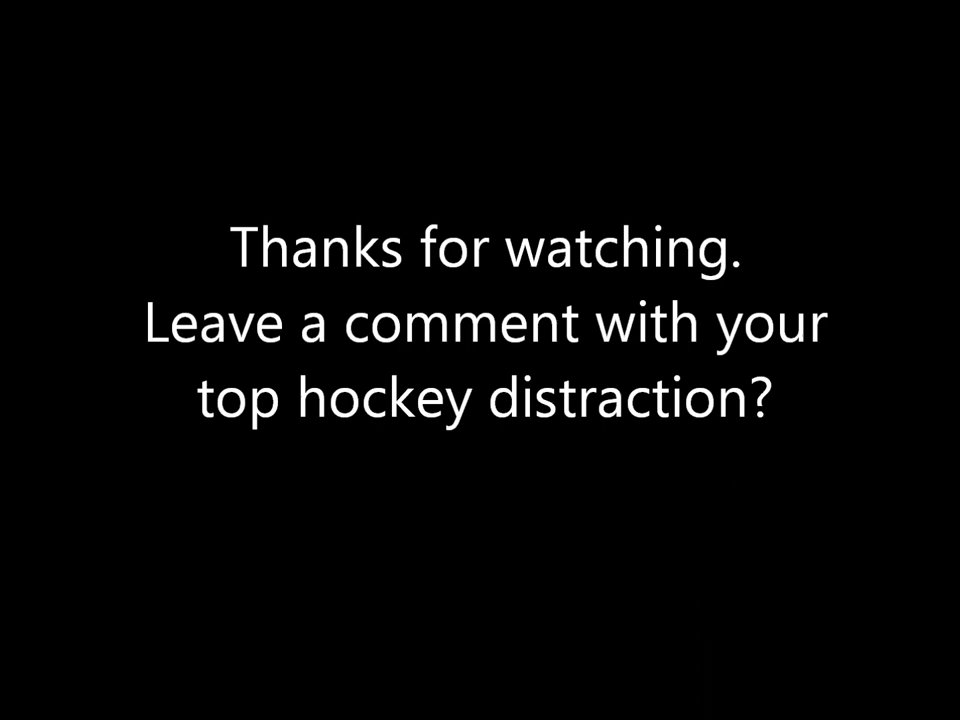 Thanks for watching.
Leave a comment with your
top hockey distraction?